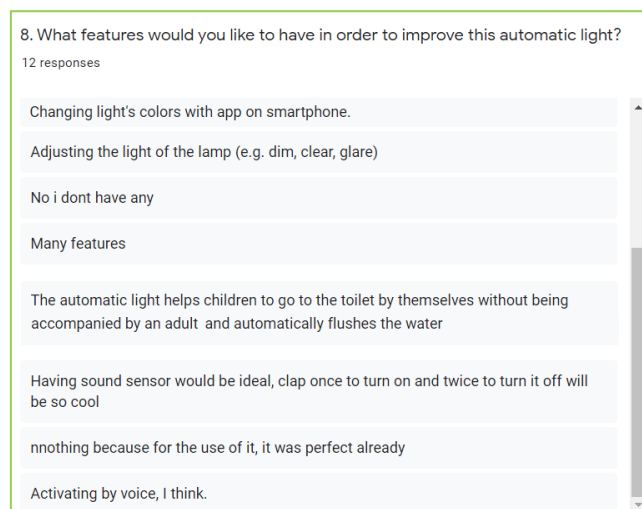 8. What features would you like to have in order to improve this automatic light?
12 responses
Changing light's colors with app on smartphone.
Adjusting the light of the lamp (e.g. dim, clear, glare)
No i dont have any
Many features
The automatic light helps children to go to the toilet by themselves without being
accompanied by an adult and automatically flushes the water
Having sound sensor would be ideal, clap once to turn on and twice to turn it off will
be so cool
nnothing because for the use of it, it was perfect already
Activating by voice, I think.